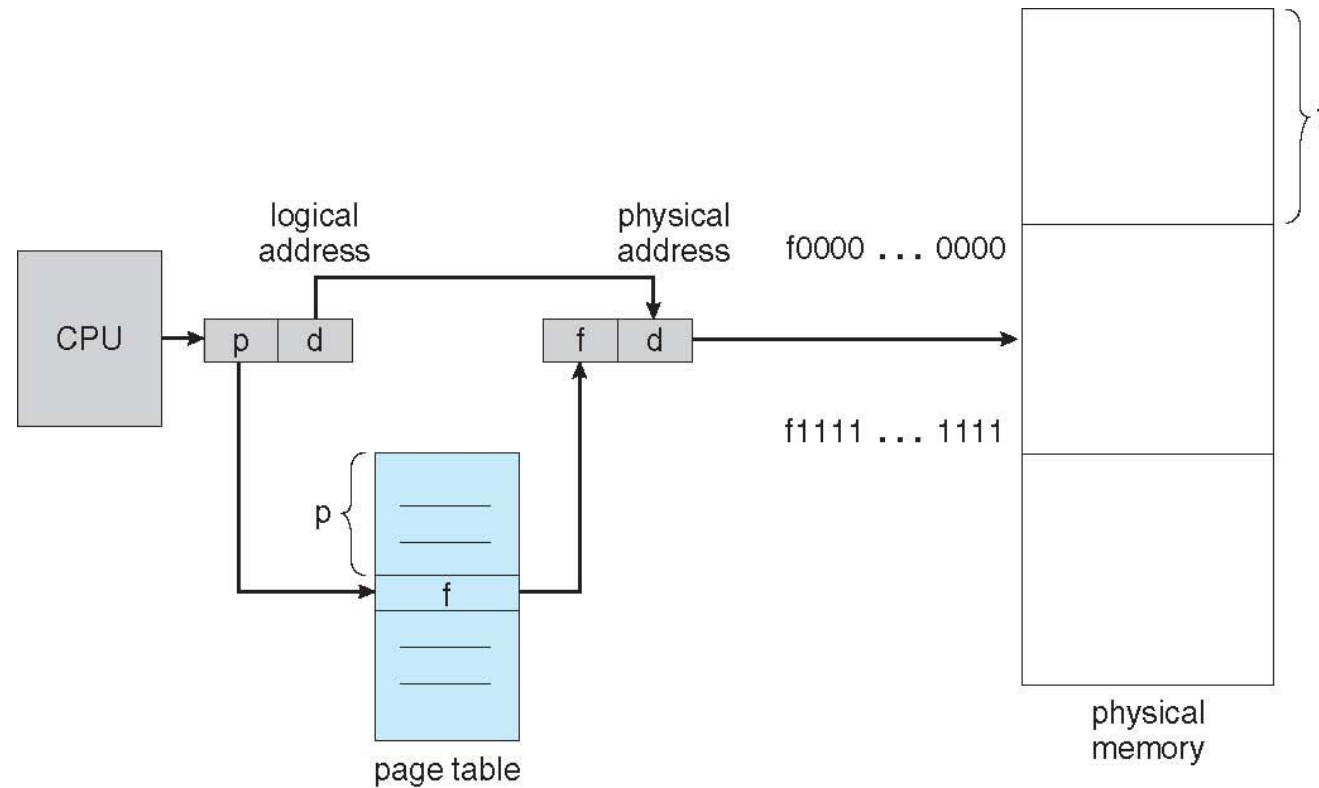 logical
address
physical
address
f0000 ... 0000
CPU
p
d
f
d
f1111 ... 1111
p
f
physical
memory
page table